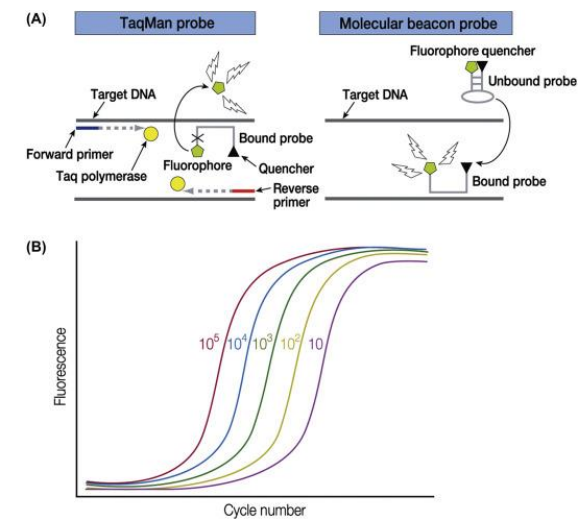 (A)
TaqMan probe
Target DNA
Forward primer
Taq polymerase
Fluorophore
Bound probe
Quencher
Reverse
primer
Molecular beacon probe
Fluorophore quencher
Unbound probe
Target DNA
Bound probe
(B)
Fluorescence
10⁵
10⁴
10³
10²
10
Cycle number